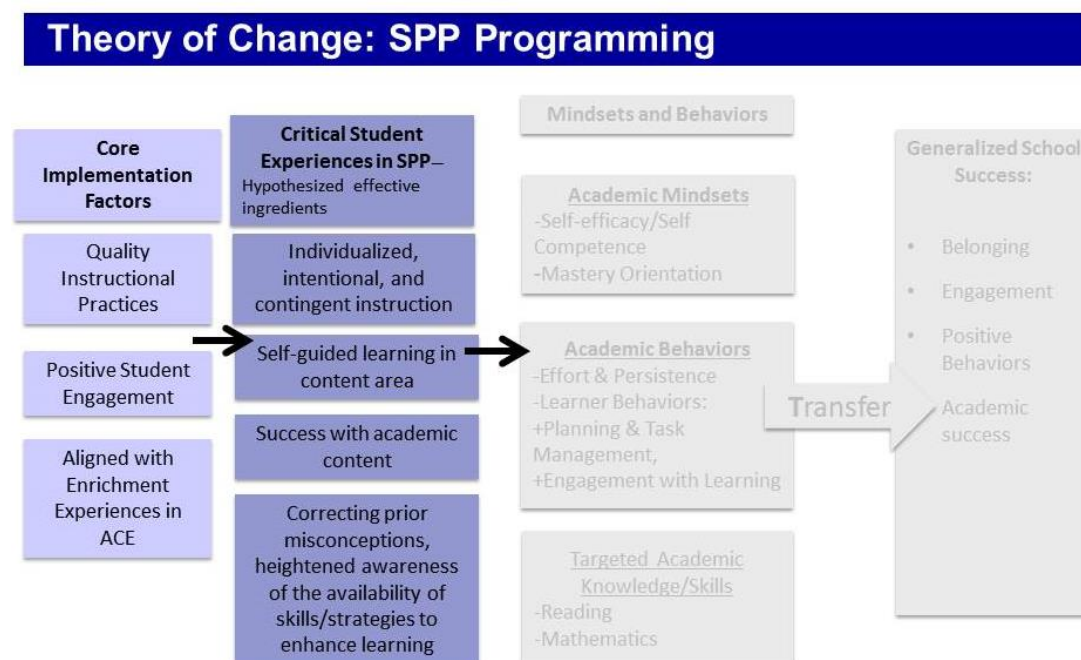 Theory of Change: SPP Programming
Core
Implementation
Factors
Quality
Instructional
Practices
Positive Student
Engagement
Aligned with
Enrichment
Experiences in
ACE
Critical Student
Experiences in SPP–
Hypothesized effective
ingredients
Individualized,
intentional, and
contingent instruction
Self-guided learning in
content area
Success with academic
content
Correcting prior
misconceptions,
heightened awareness
of the availability of
skills/strategies to
enhance learning
Mindsets and Behaviors
Academic Mindsets
-Self-efficacy/Self
Competence
-Mastery Orientation
Academic Behaviors
-Effort & Persistence
-Learner Behaviors:
+Planning & Task
Management,
+Engagement with Learning
Targeted Academic
Knowledge/Skills
-Reading
-Mathematics
Transfer
Generalized School
Success:
• Belonging
• Engagement
• Positive
Behaviors
• Academic
success